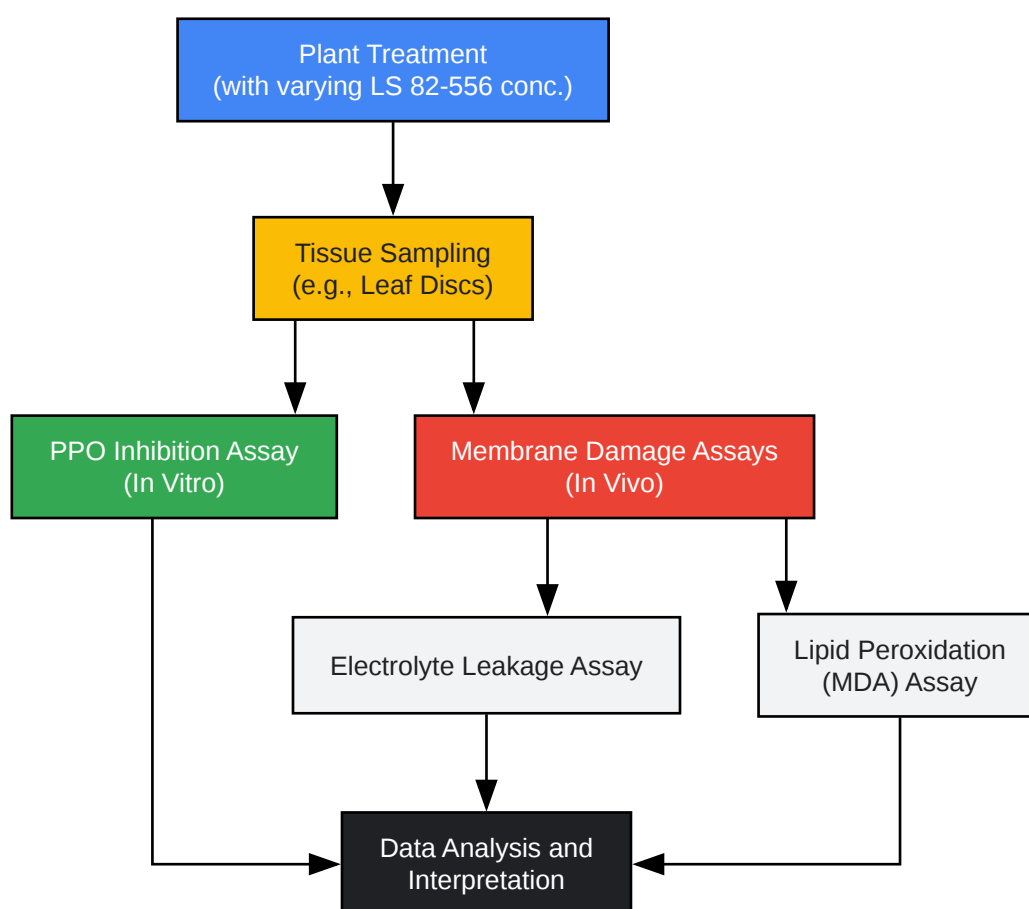 Plant Treatment
(with varying LS 82-556 conc.)
Tissue Sampling
(e.g., Leaf Discs)
PPO Inhibition Assay
(In Vitro)
Membrane Damage Assays
(In Vivo)
Electrolyte Leakage Assay
Lipid Peroxidation
(MDA) Assay
Data Analysis and
Interpretation